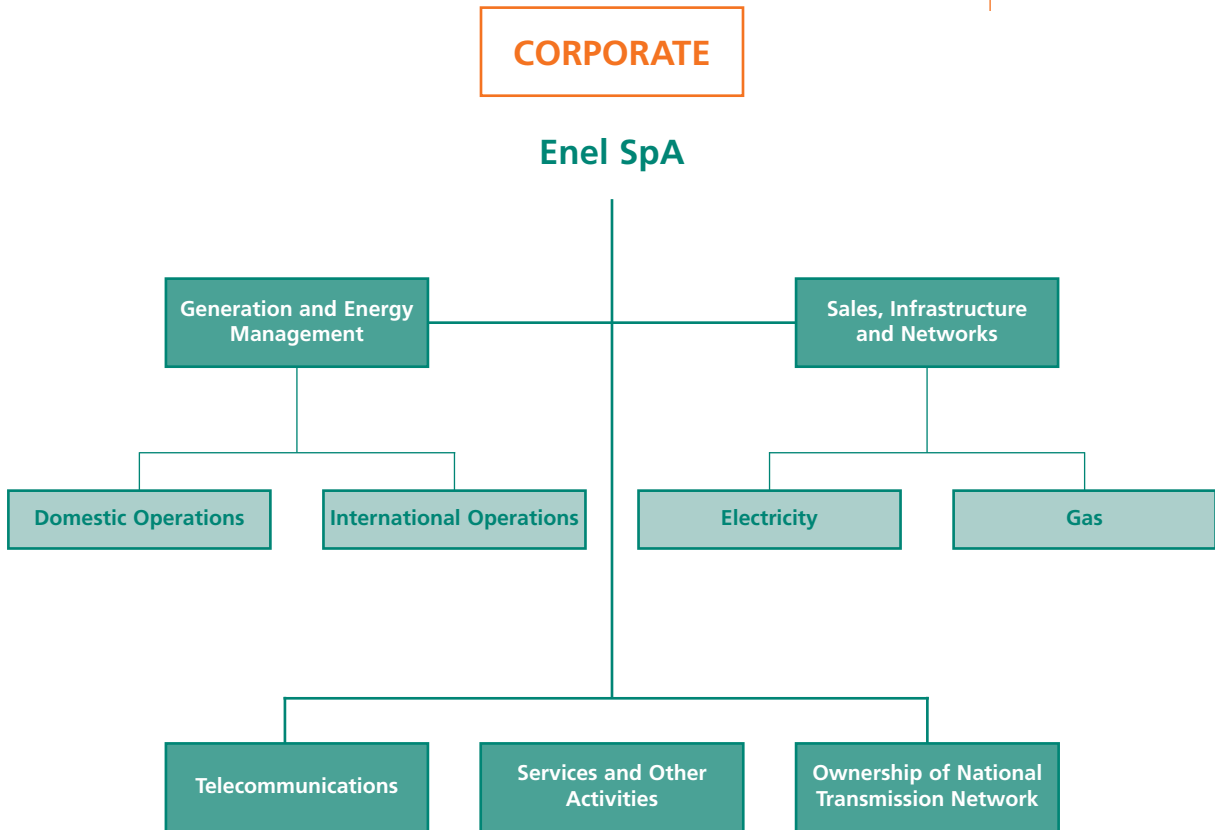 CORPORATE
Enel SpA
Generation and Energy
Management
Sales, Infrastructure
and Networks
Domestic Operations
International Operations
Electricity
Gas
Telecommunications
Services and Other
Activities
Ownership of National
Transmission Network